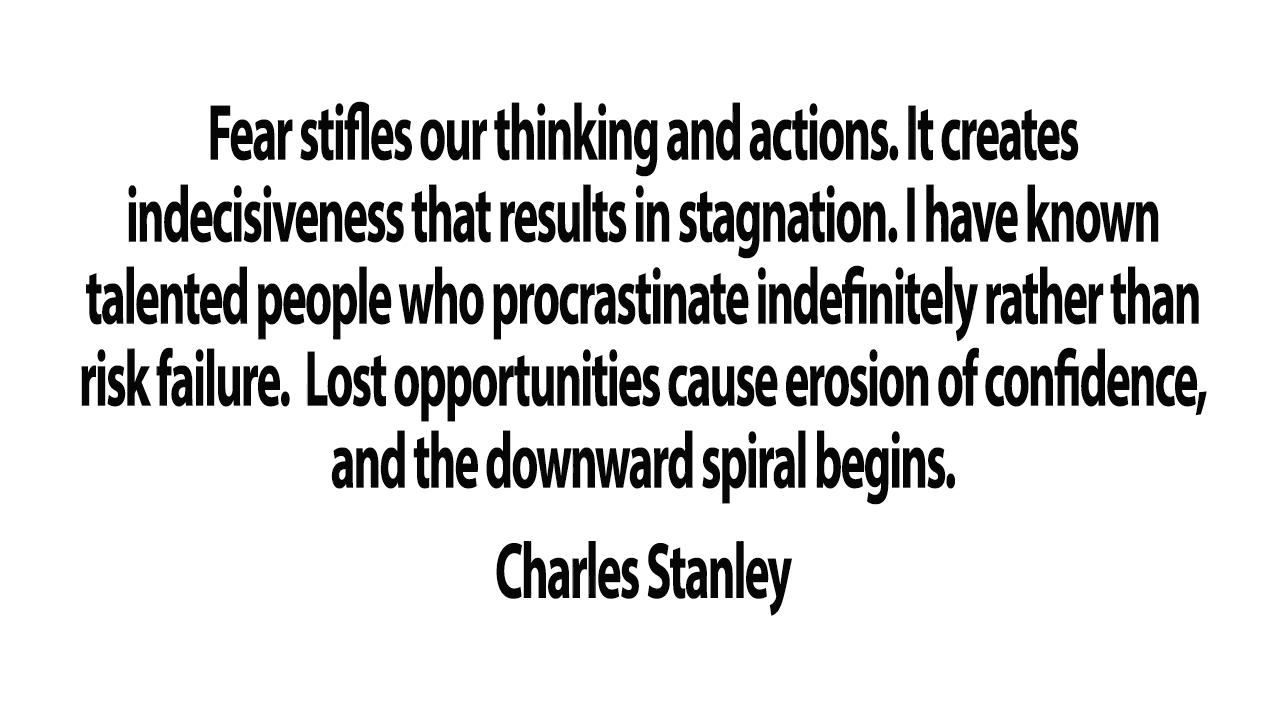 Fear stifles our thinking and actions. It creates
indecisiveness that results in stagnation. I have known
talented people who procrastinate indefinitely rather than
risk failure.  Lost opportunities cause erosion of confidence,
and the downward spiral begins.
Charles Stanley